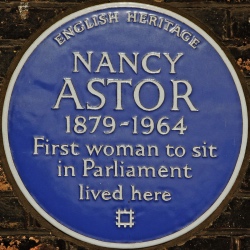 ENGLISH HERITAGE
NANCY
ASTOR
1879-1964
First woman to sit
in Parliament
lived here